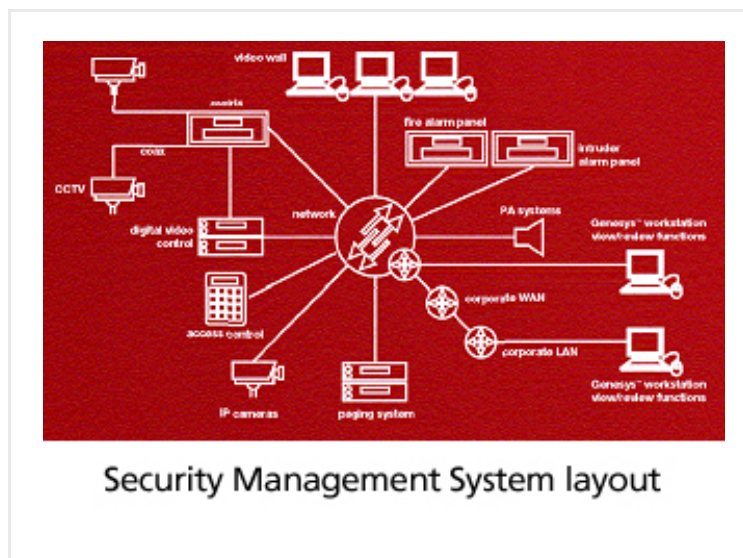 video wall
matrix
fire alarm panel
intruder
alarm panel
coax
CCTV
network
PA systems
digital video
control
Genesys™ workstation
view/review functions
corporate WAN
access control
corporate LAN
IP cameras
paging system
Genesys™ workstation
view/review functions
Security Management System layout